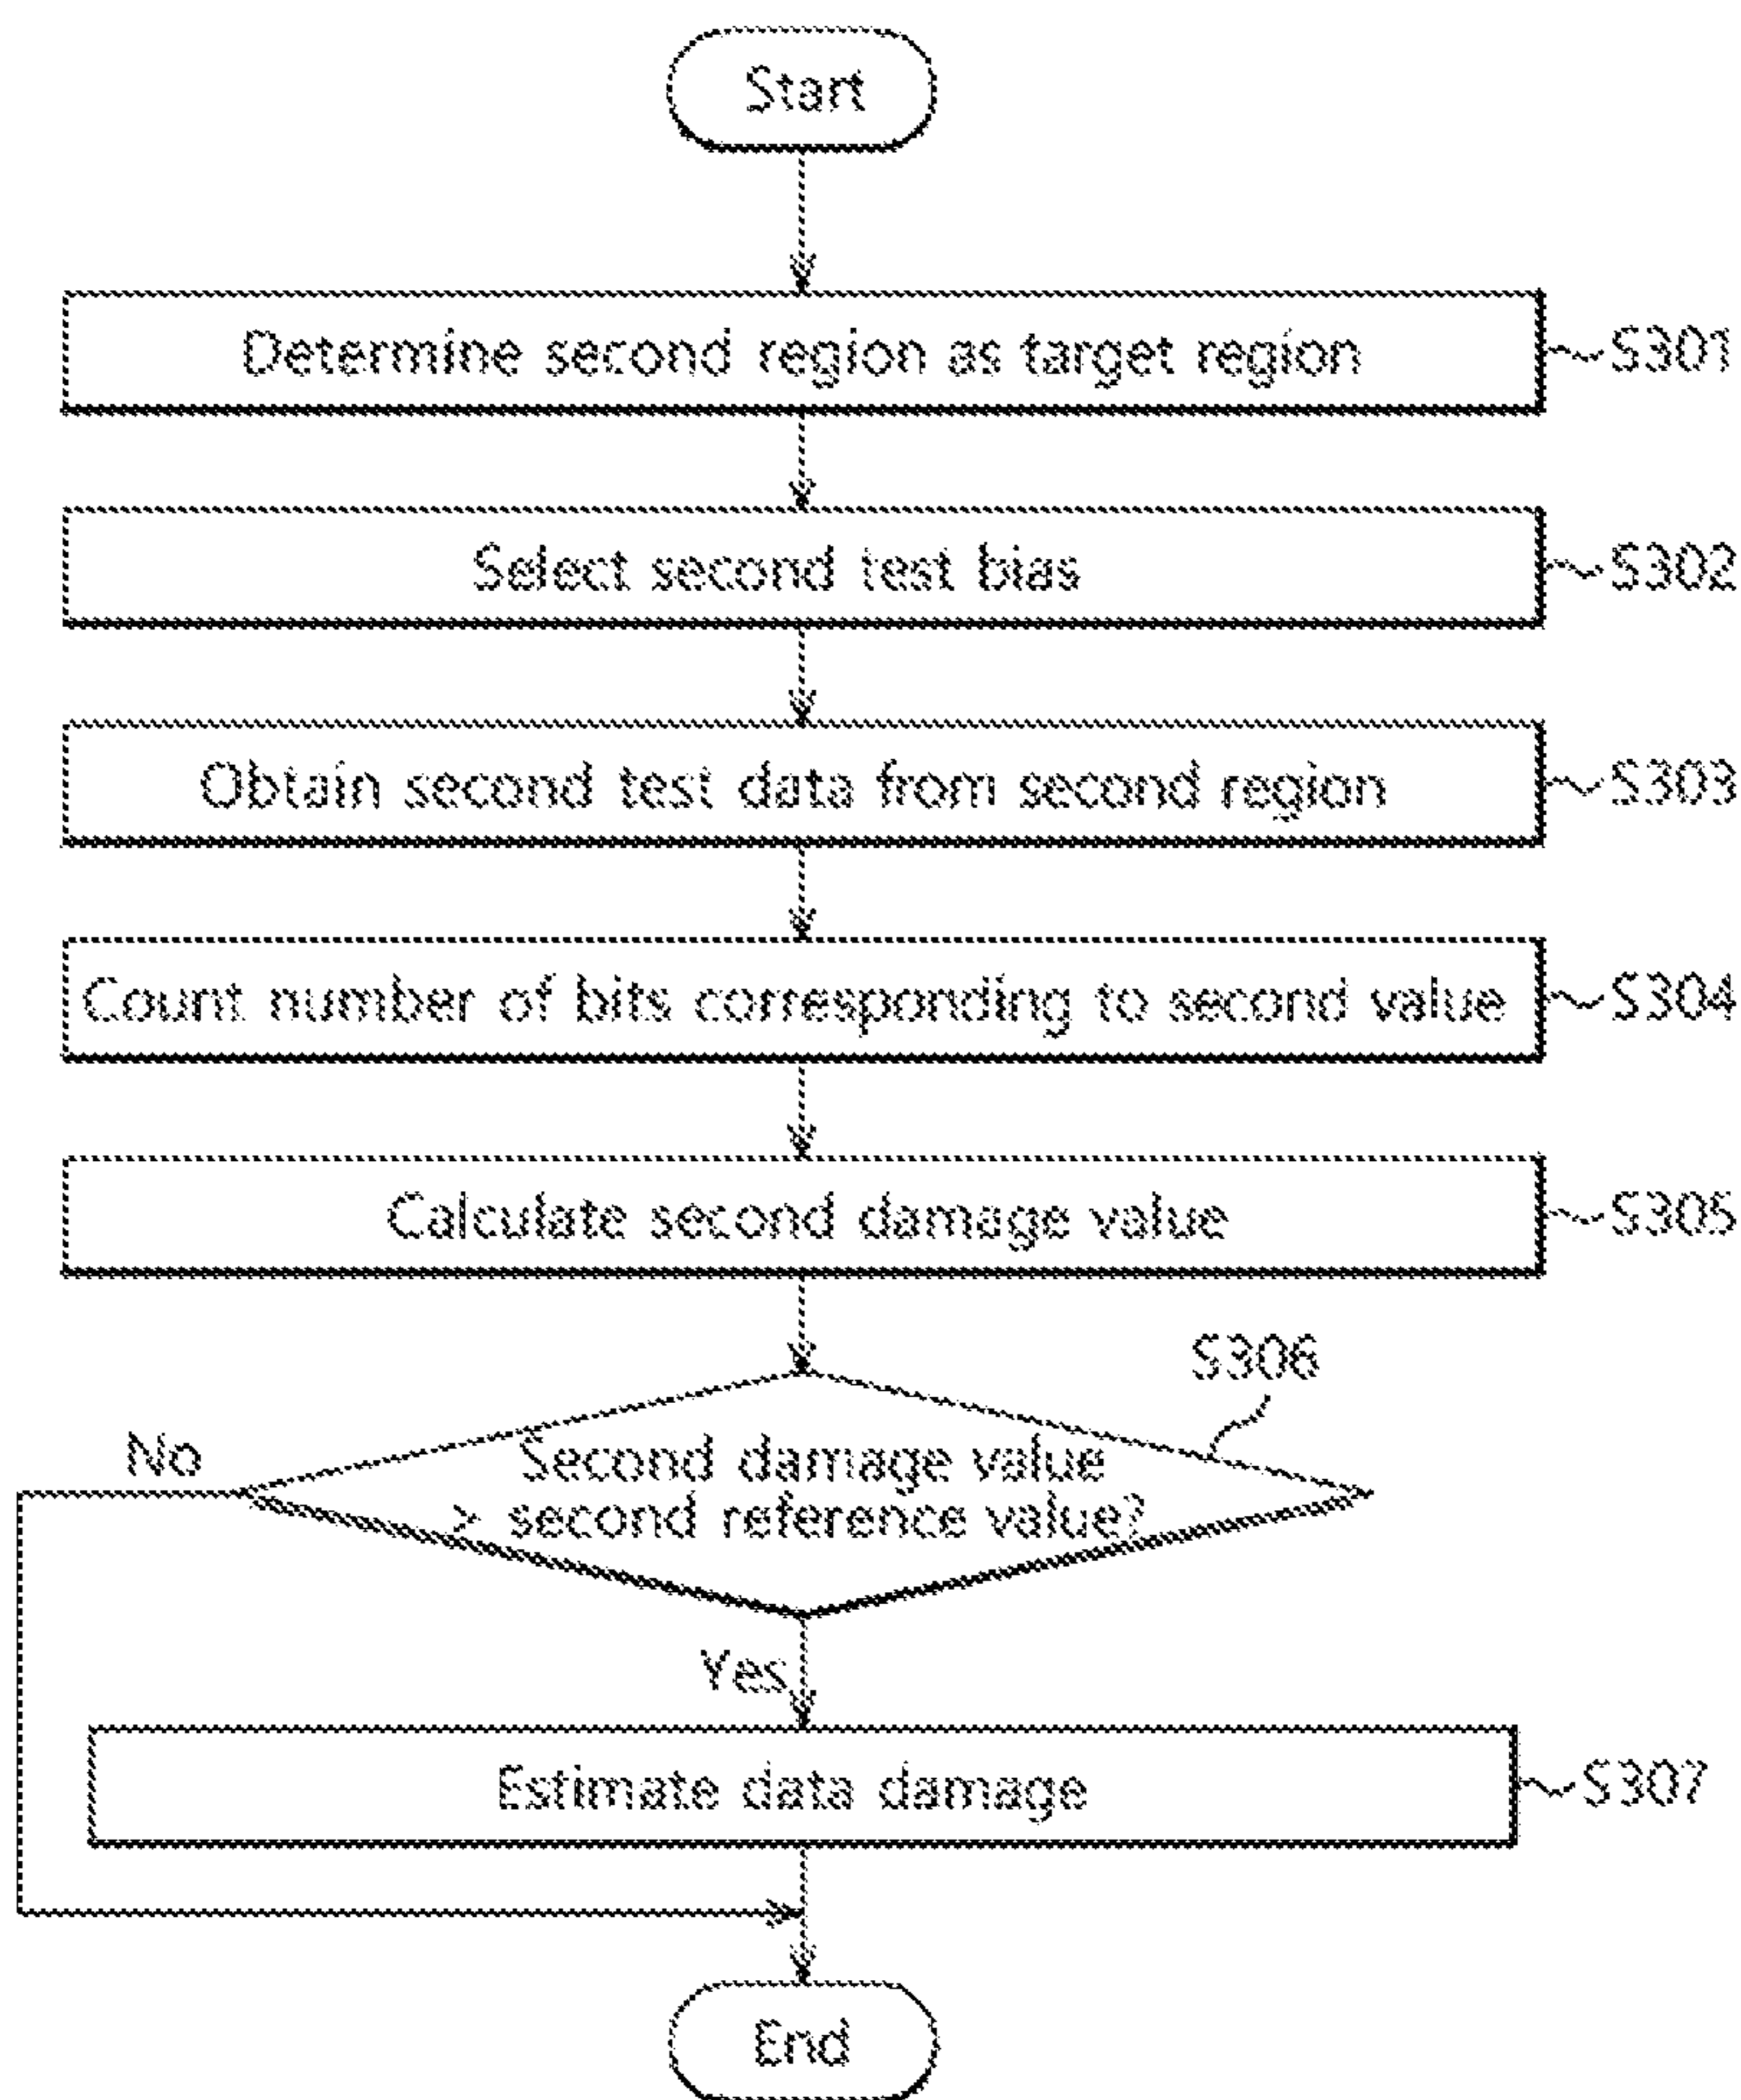 Start
Determine second region as target region
S301
Select second test bias
S302
Obtain second test data from second region
S303
Count number of bits corresponding to second value
S304
Calculate second damage value
S305
S306
No
Second damage value
> second reference value?
Yes
Estimate data damage
S307
End